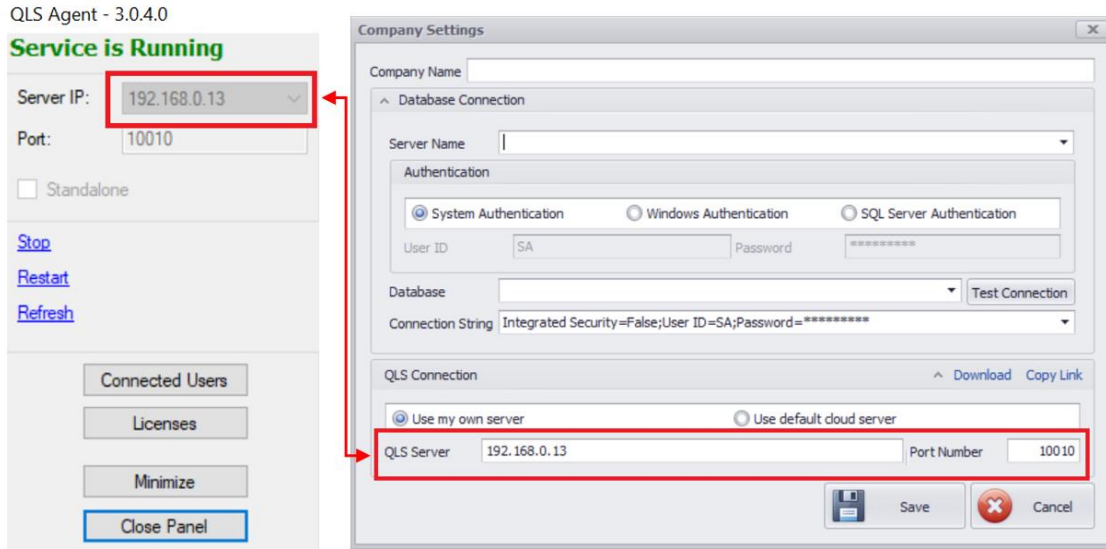 QLS Agent - 3.0.4.0
Service is Running
Server IP: 192.168.0.13
Port: 10010
Standalone
Stop
Restart
Refresh
Connected Users
Licenses
Minimize
Close Panel
Company Settings
Company Name
Database Connection
Server Name
Authentication
System Authentication Windows Authentication SQL Server Authentication
User ID SA Password *********
Database Test Connection
Connection String Integrated Security=False;User ID=SA;Password=*********
QLS Connection Download Copy Link
Use my own server Use default cloud server
QLS Server 192.168.0.13 Port Number 10010
Save Cancel